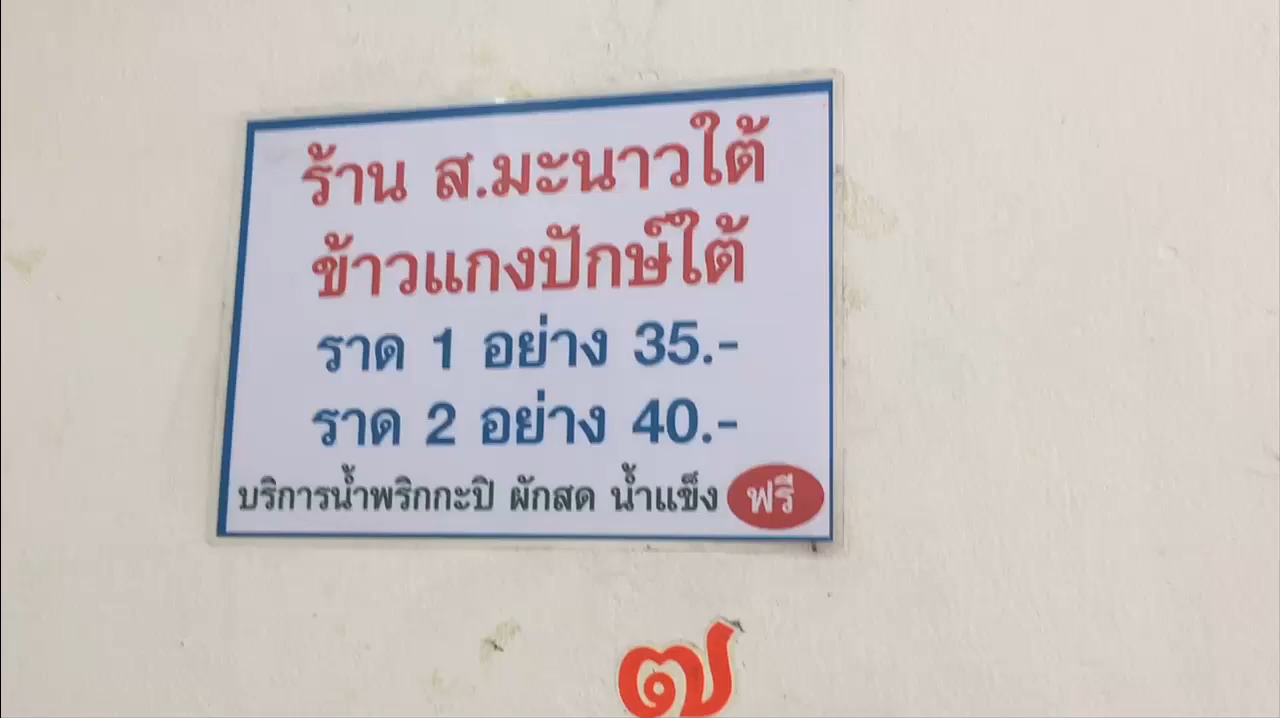 ร้าน ส.มะนาวใต้
ข้าวแกงปักษ์ใต้
ราด 1 อย่าง 35.-
ราด 2 อย่าง 40.-
บริการน้ำพริกกะปิ ผักสด น้ำแข็ง ฟรี
๗